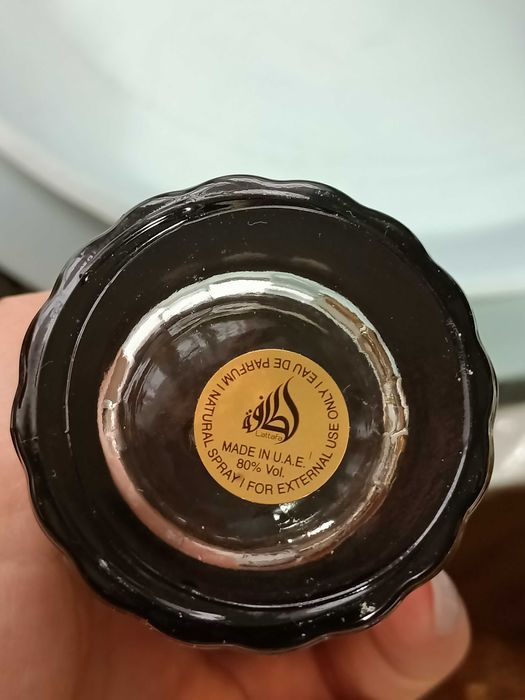 لطافة
Lattafa
MADE IN U.A.E.
80% Vol.
NATURAL SPRAY | FOR EXTERNAL USE ONLY | EAU DE PARFUM |